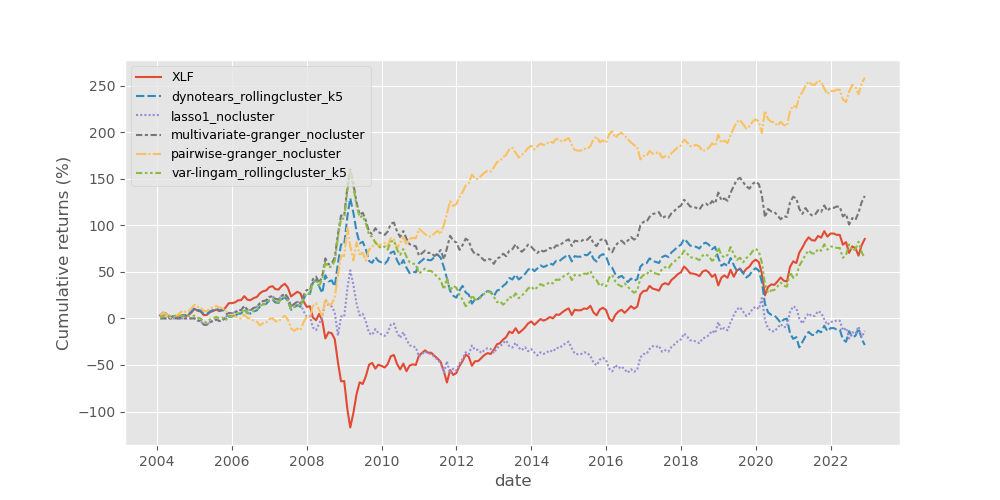 XLF
dynotears_rollingcluster_k5
lasso1_nocluster
multivariate-granger_nocluster
pairwise-granger_nocluster
var-lingam_rollingcluster_k5
Cumulative returns (%)
250
200
150
100
50
0
−50
−100
2004 2006 2008 2010 2012 2014 2016 2018 2020 2022
date